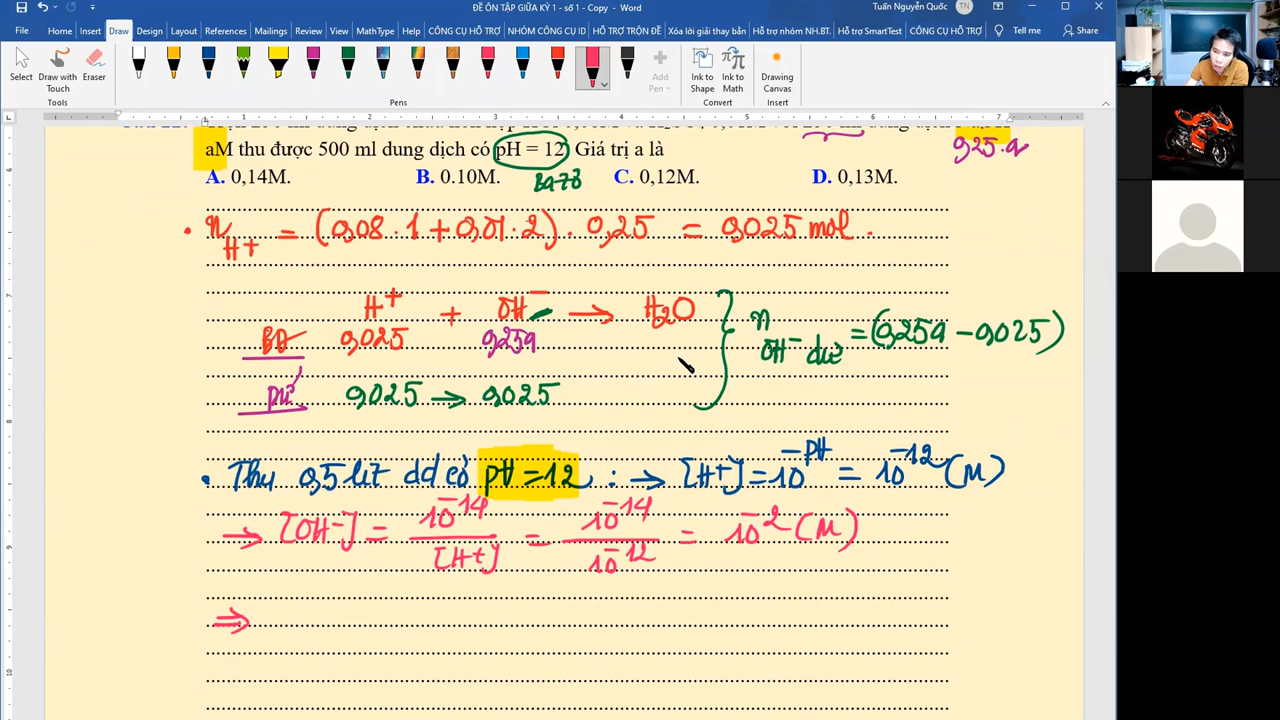 ĐỀ ÔN TẬP GIỮA KỲ 1 - số 1 - Copy - Word
Tuấn Nguyễn Quốc TN
File Home Insert Draw Design Layout References Mailings Review View MathType Help CÔNG CỤ HỖ TRỢ NHÓM CÔNG CỤ ID HỖ TRỘN ĐỀ Xóa lời giải thay bằn Hỗ trợ nhóm NH.BT. Hỗ trợ SmartTest CÔNG CỤ HỖ TRỢ Tell me Share
Select Draw with Touch Eraser Add Pen Ink to Shape Ink to Math Drawing Canvas
Tools Pens Convert Insert
aM thu được 500 ml dung dịch có pH = 12. Giá trị a là
0,25.a
A. 0,14M. B. 0.10M. C. 0,12M. D. 0,13M.
bazơ
n H+ = (0,08.1 + 0,01.2). 0,25 = 0,025 mol.
H+ + OH- → H2O
BĐ 0,025 0,25a
n OH- dư = (0,25a - 0,025)
pứ 0,025 → 0,025
• Thu 0,5 lít dd có pH = 12 : → [H+] = 10^-pH = 10^-12 (M)
→ [OH-] = 10^-14 / [H+] = 10^-14 / 10^-12 = 10^-2 (M)
⇒